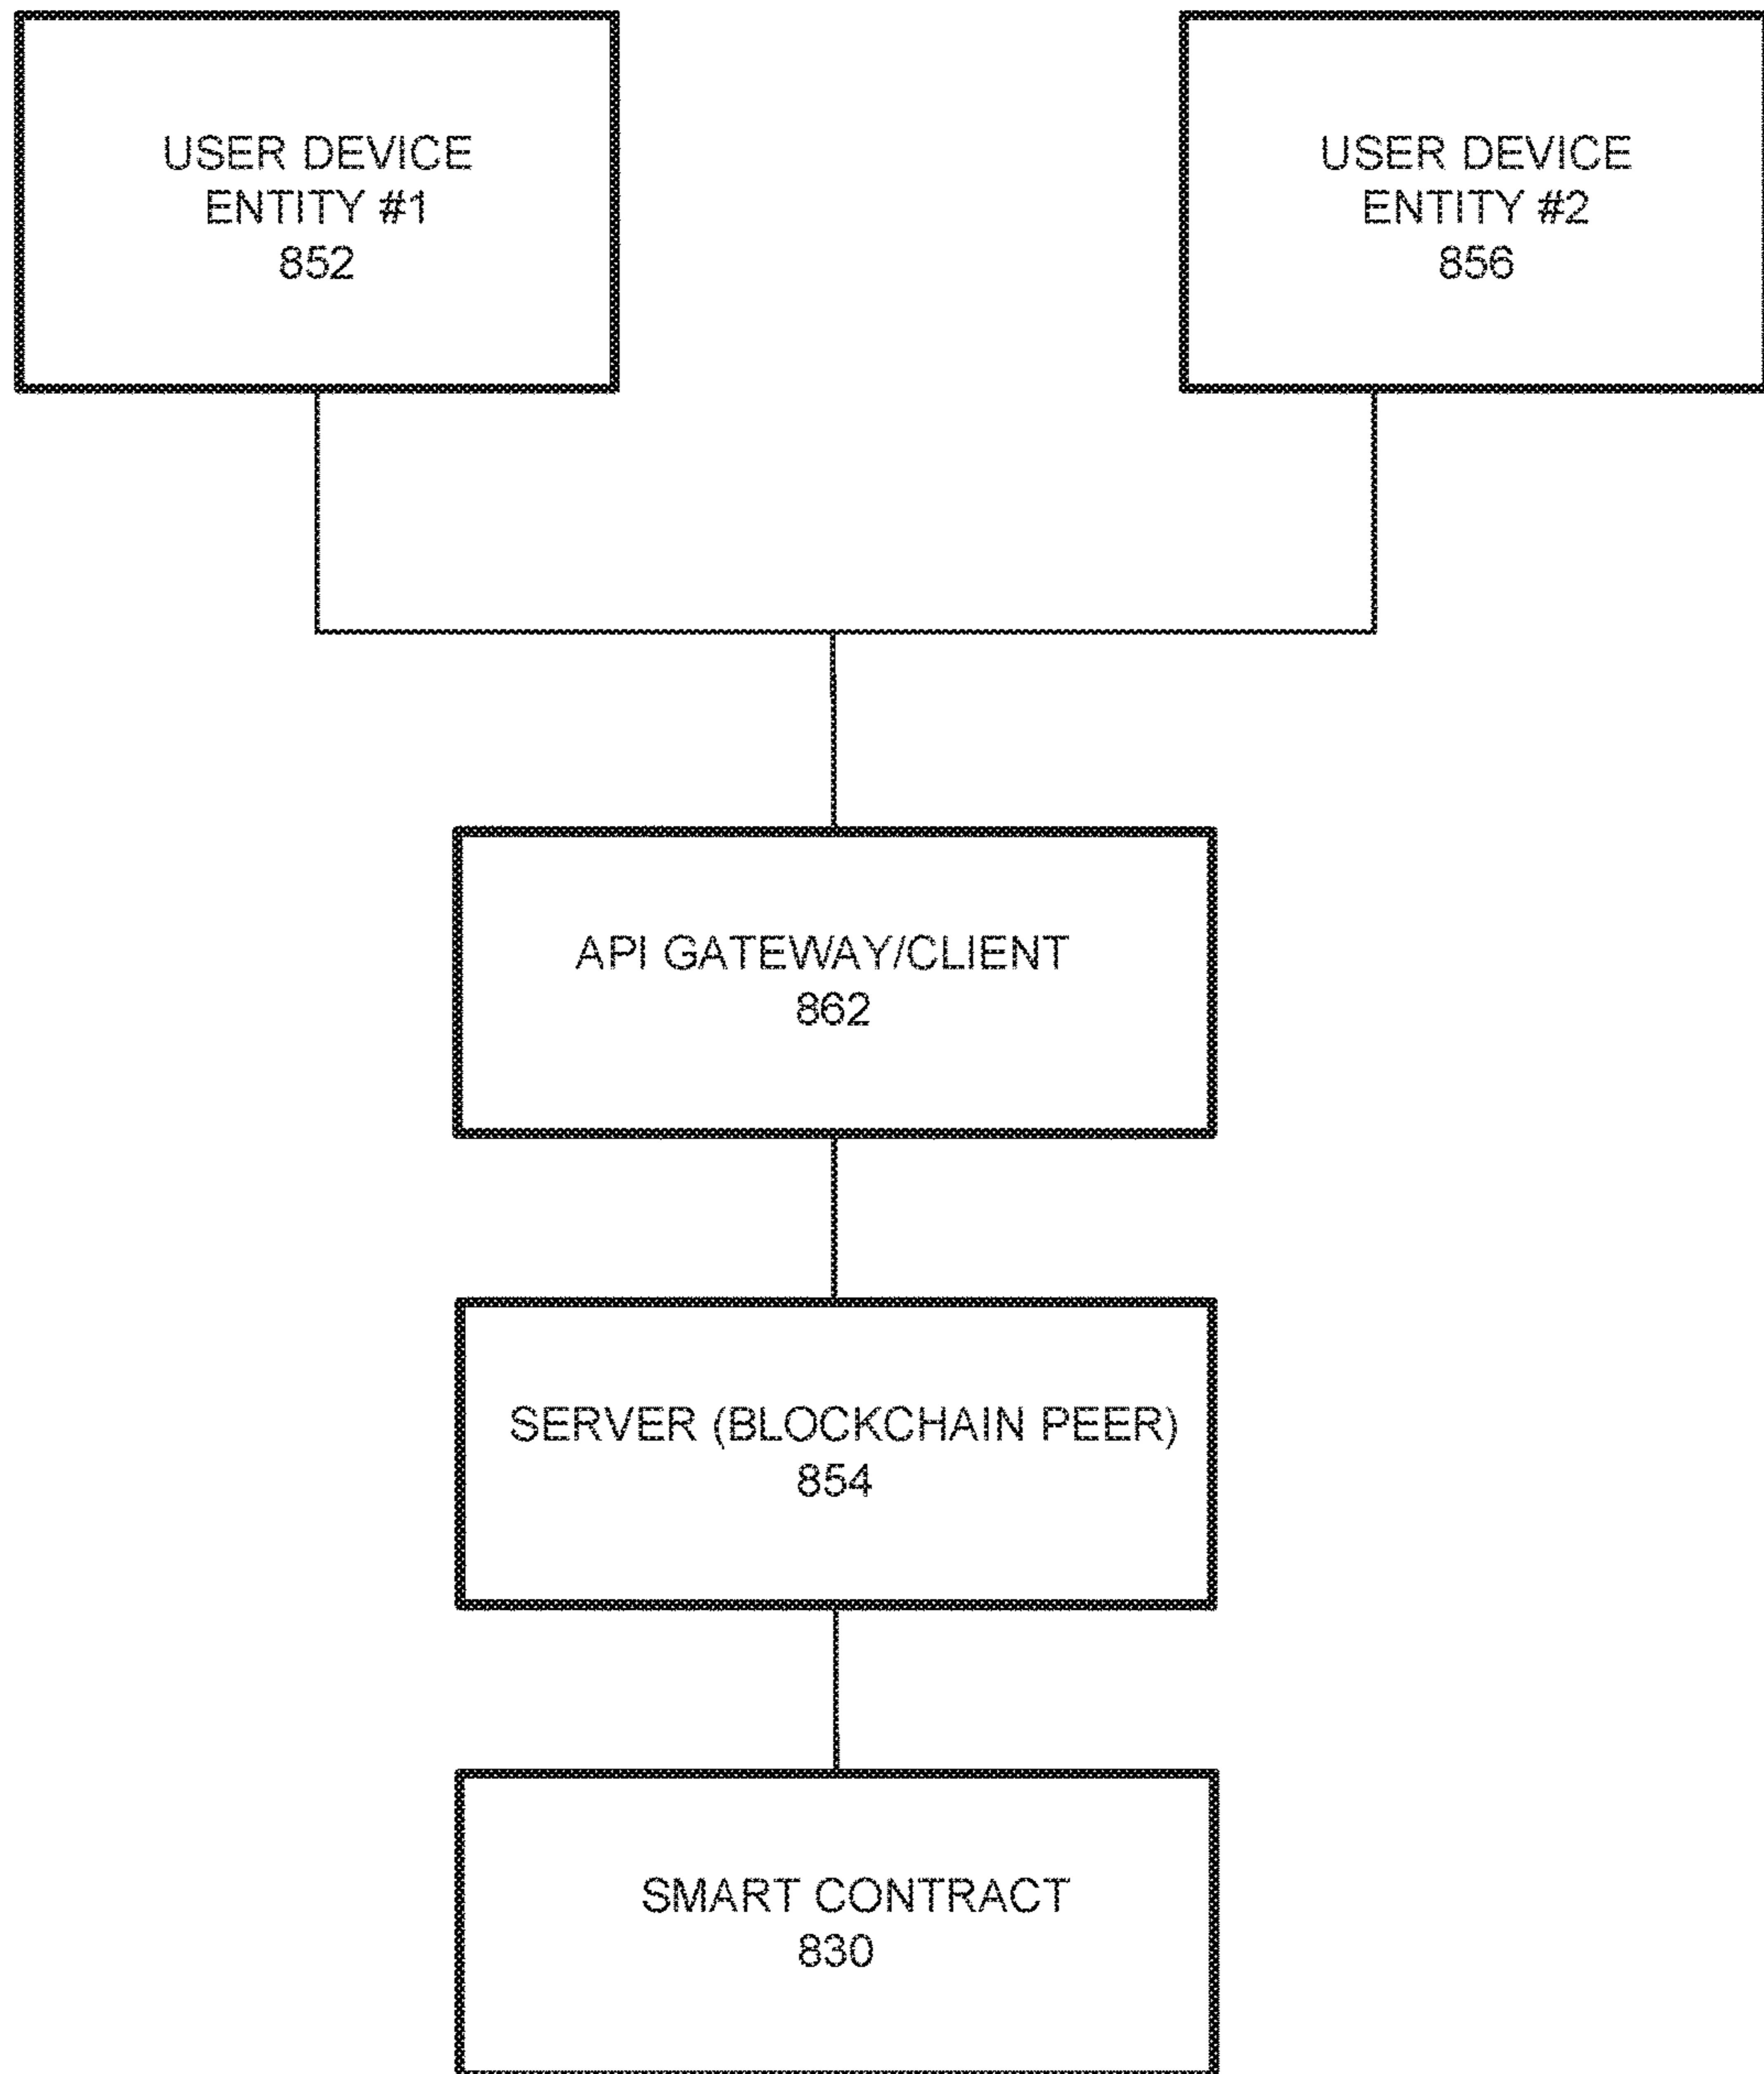 USER DEVICE
ENTITY #1
852
USER DEVICE
ENTITY #2
856
API GATEWAY/CLIENT
862
SERVER (BLOCKCHAIN PEER)
854
SMART CONTRACT
830